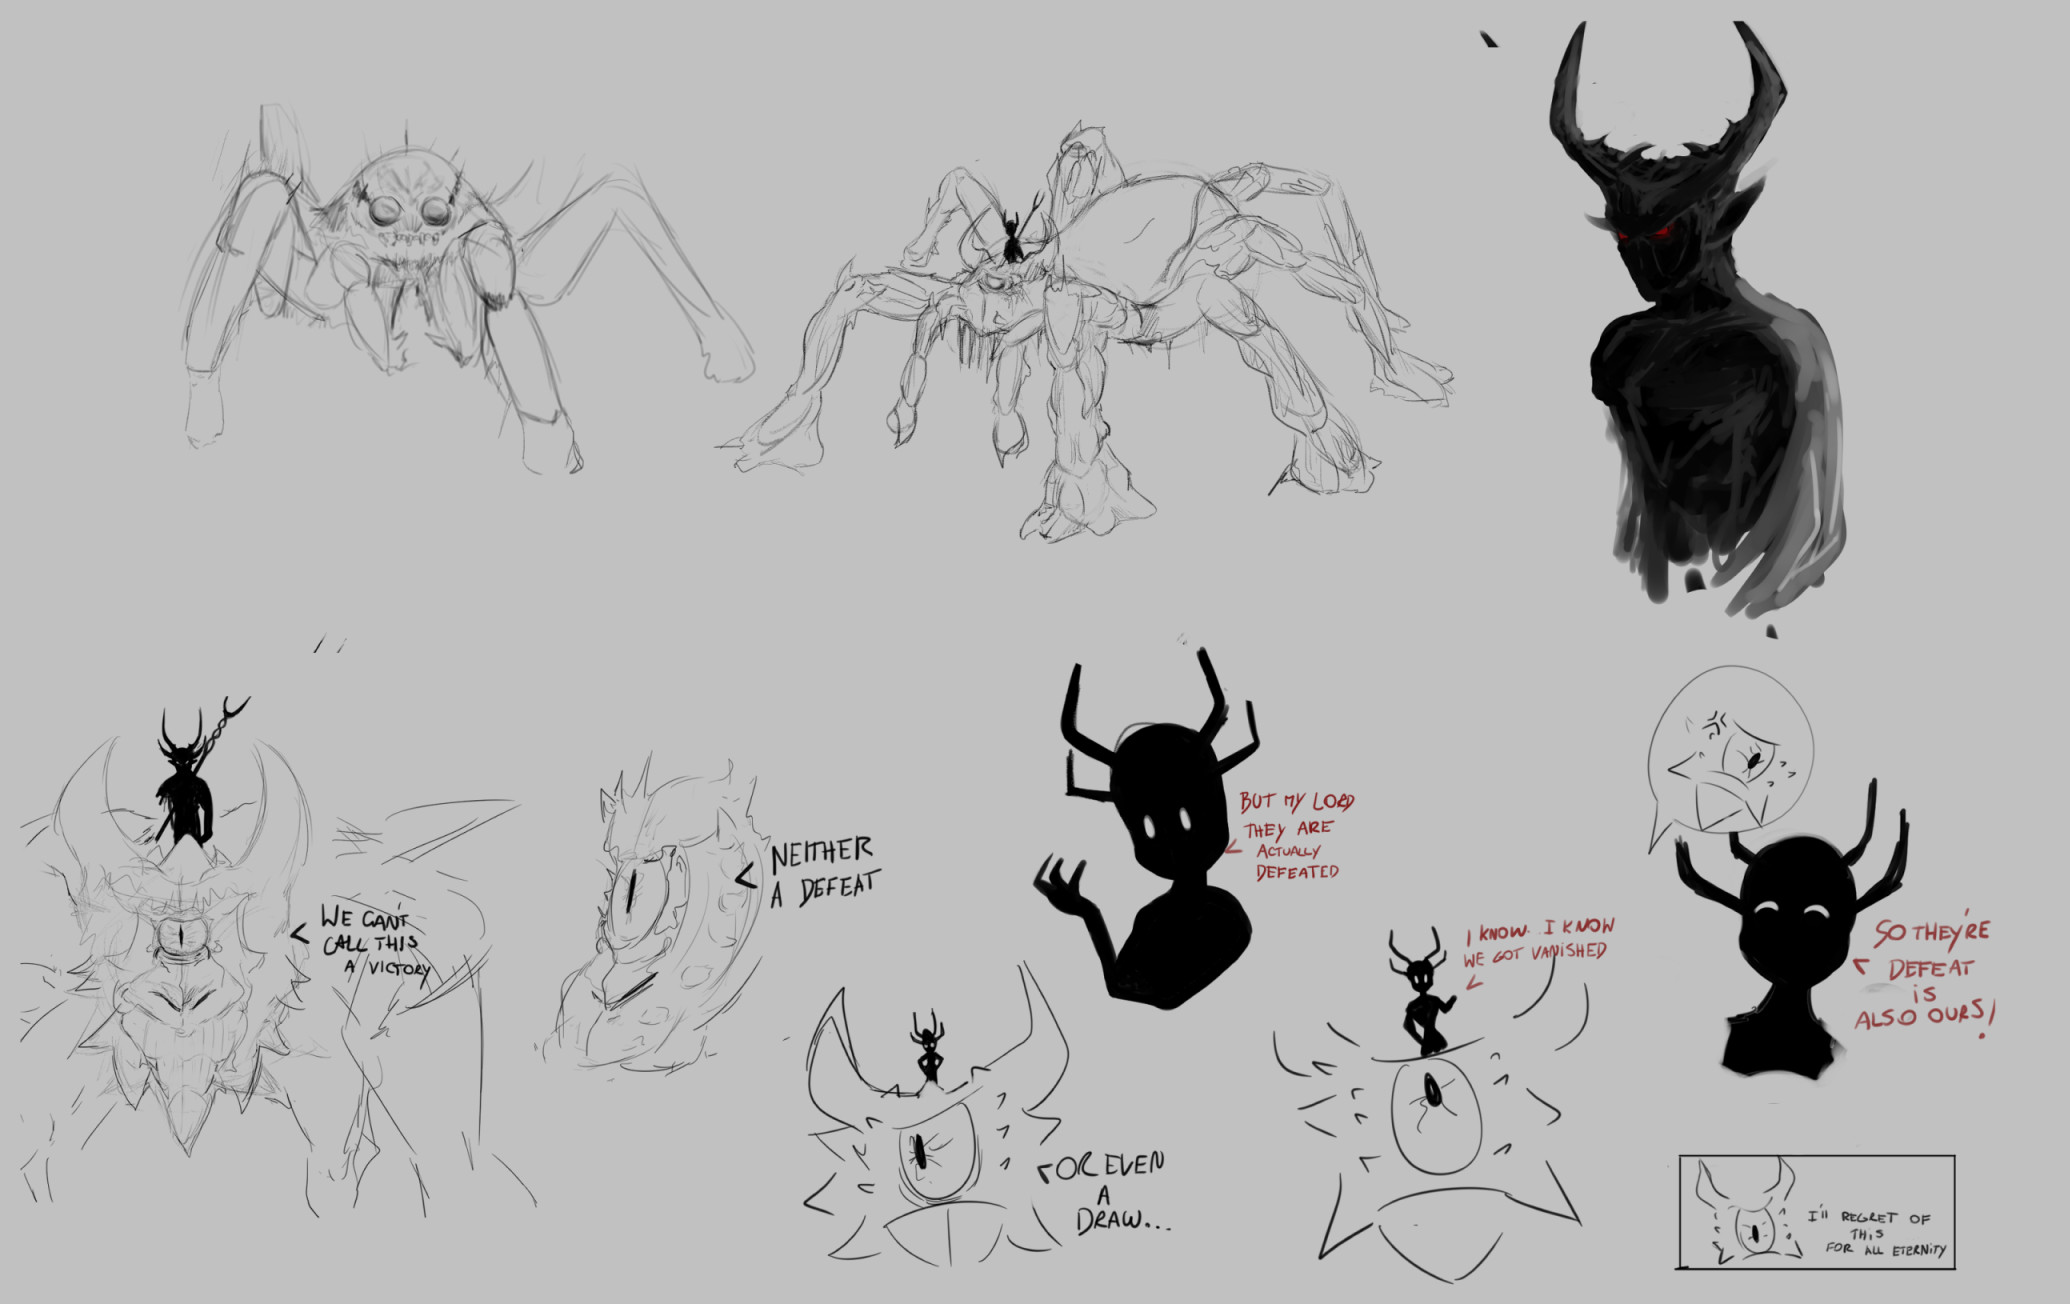 WE CAN'T
CALL THIS
A VICTORY
NEITHER
A DEFEAT
OR EVEN
A
DRAW...
BUT MY LORD
THEY ARE
ACTUALLY
DEFEATED
I KNOW. I KNOW
WE GOT VANISHED
SO THEY'RE
DEFEAT
iS
ALSO OURS!
I'll REGRET OF
THiS
FOR ALL ETERNiTY